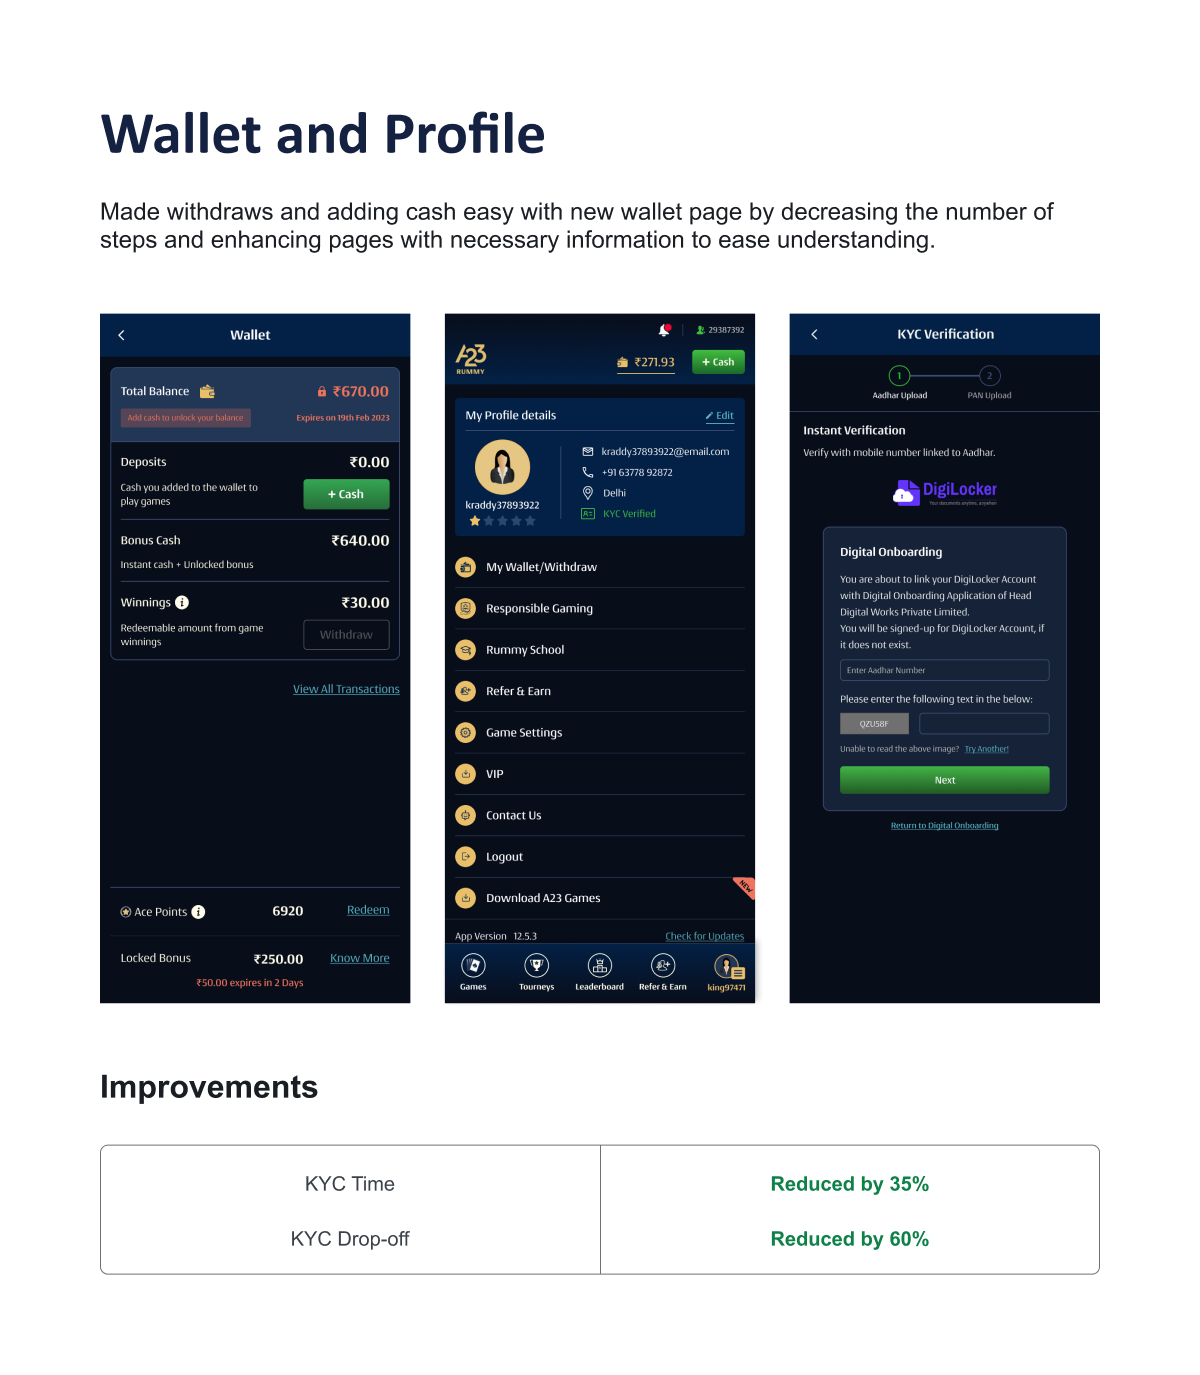 Wallet and Profile
Made withdraws and adding cash easy with new wallet page by decreasing the number of
steps and enhancing pages with necessary information to ease understanding.
Wallet
Total Balance ₹670.00
Add cash to unlock your balance Expires on 19th Feb 2023
Deposits ₹0.00
Cash you added to the wallet to
play games
+ Cash
Bonus Cash ₹640.00
Instant cash + Unlocked bonus
Winnings ₹30.00
Redeemable amount from game
winnings
Withdraw
View All Transactions
Ace Points 6920 Redeem
Locked Bonus ₹250.00 Know More
₹50.00 expires in 2 Days
29387392
A23
RUMMY
₹271.93 + Cash
My Profile details Edit
kraddy37893922@email.com
+91 63778 92872
Delhi
KYC Verified
kraddy37893922
My Wallet/Withdraw
Responsible Gaming
Rummy School
Refer & Earn
Game Settings
VIP
Contact Us
Logout
NEW
Download A23 Games
App Version 12.5.3 Check for Updates
Games Tourneys Leaderboard Refer & Earn king97471
KYC Verification
1 2
Aadhar Upload PAN Upload
Instant Verification
Verify with mobile number linked to Aadhar.
DigiLocker
Your documents anytime, anywhere
Digital Onboarding
You are about to link your DigiLocker Account
with Digital Onboarding Application of Head
Digital Works Private Limited.
You will be signed-up for DigiLocker Account, if
it does not exist.
Enter Aadhar Number
Please enter the following text in the below:
QZUS8F
Unable to read the above image? Try Another!
Next
Return to Digital Onboarding
Improvements
KYC Time Reduced by 35%
KYC Drop-off Reduced by 60%